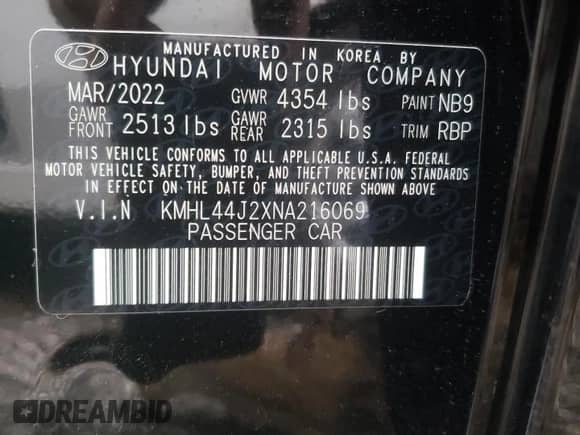 MANUFACTURED IN KOREA BY
HYUNDAI MOTOR COMPANY
MAR/2022 GVWR 4354 lbs PAINT NB9
GAWR FRONT 2513 lbs GAWR REAR 2315 lbs TRIM RBP
THIS VEHICLE CONFORMS TO ALL APPLICABLE U.S.A. FEDERAL
MOTOR VEHICLE SAFETY, BUMPER, AND THEFT PREVENTION STANDARDS
IN EFFECT ON THE DATE OF MANUFACTURE SHOWN ABOVE
V.I.N KMHL44J2XNA216069
PASSENGER CAR
DREAMBID